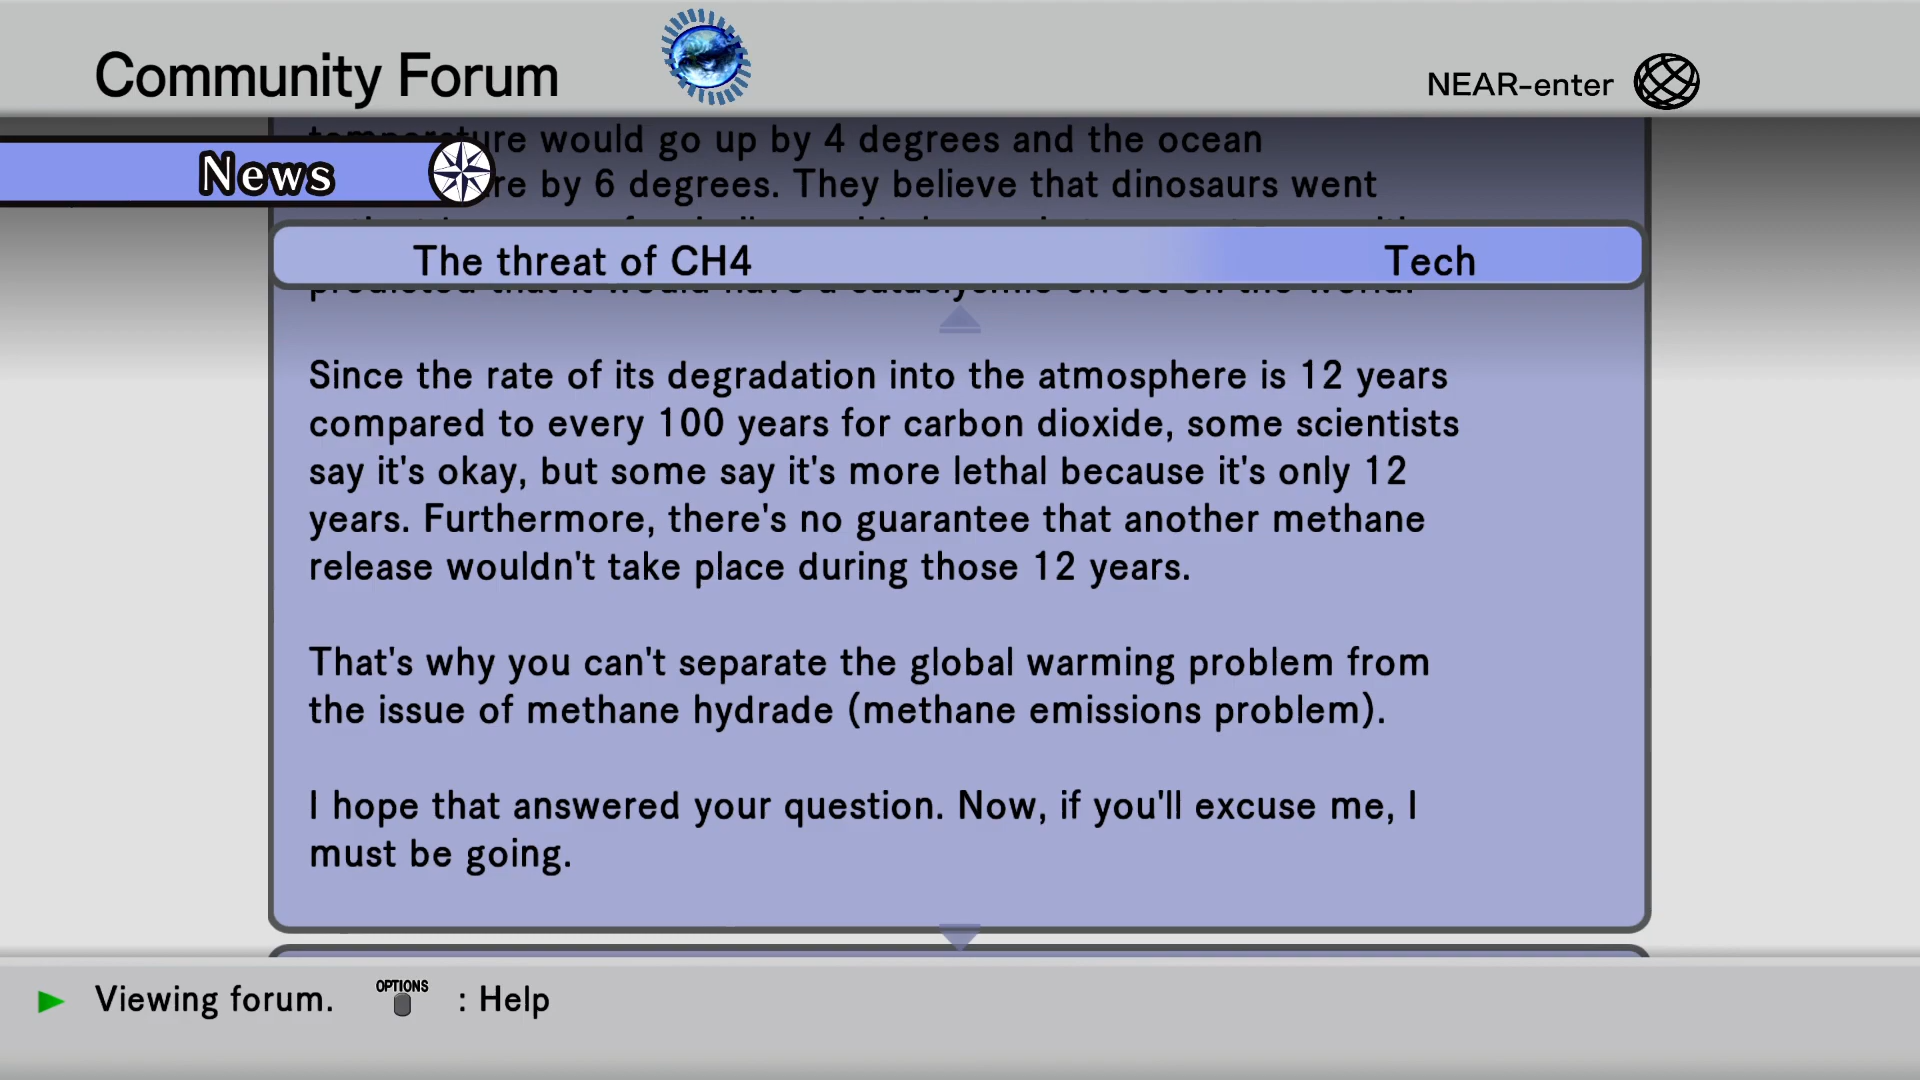 Community Forum
NEAR-enter
would go up by 4 degrees and the ocean
News
by 6 degrees. They believe that dinosaurs went
The threat of CH4
Tech
Since the rate of its degradation into the atmosphere is 12 years
compared to every 100 years for carbon dioxide, some scientists
say it's okay, but some say it's more lethal because it's only 12
years. Furthermore, there's no guarantee that another methane
release wouldn't take place during those 12 years.
That's why you can't separate the global warming problem from
the issue of methane hydrade (methane emissions problem).
I hope that answered your question. Now, if you'll excuse me, I
must be going.
Viewing forum.
OPTIONS
: Help